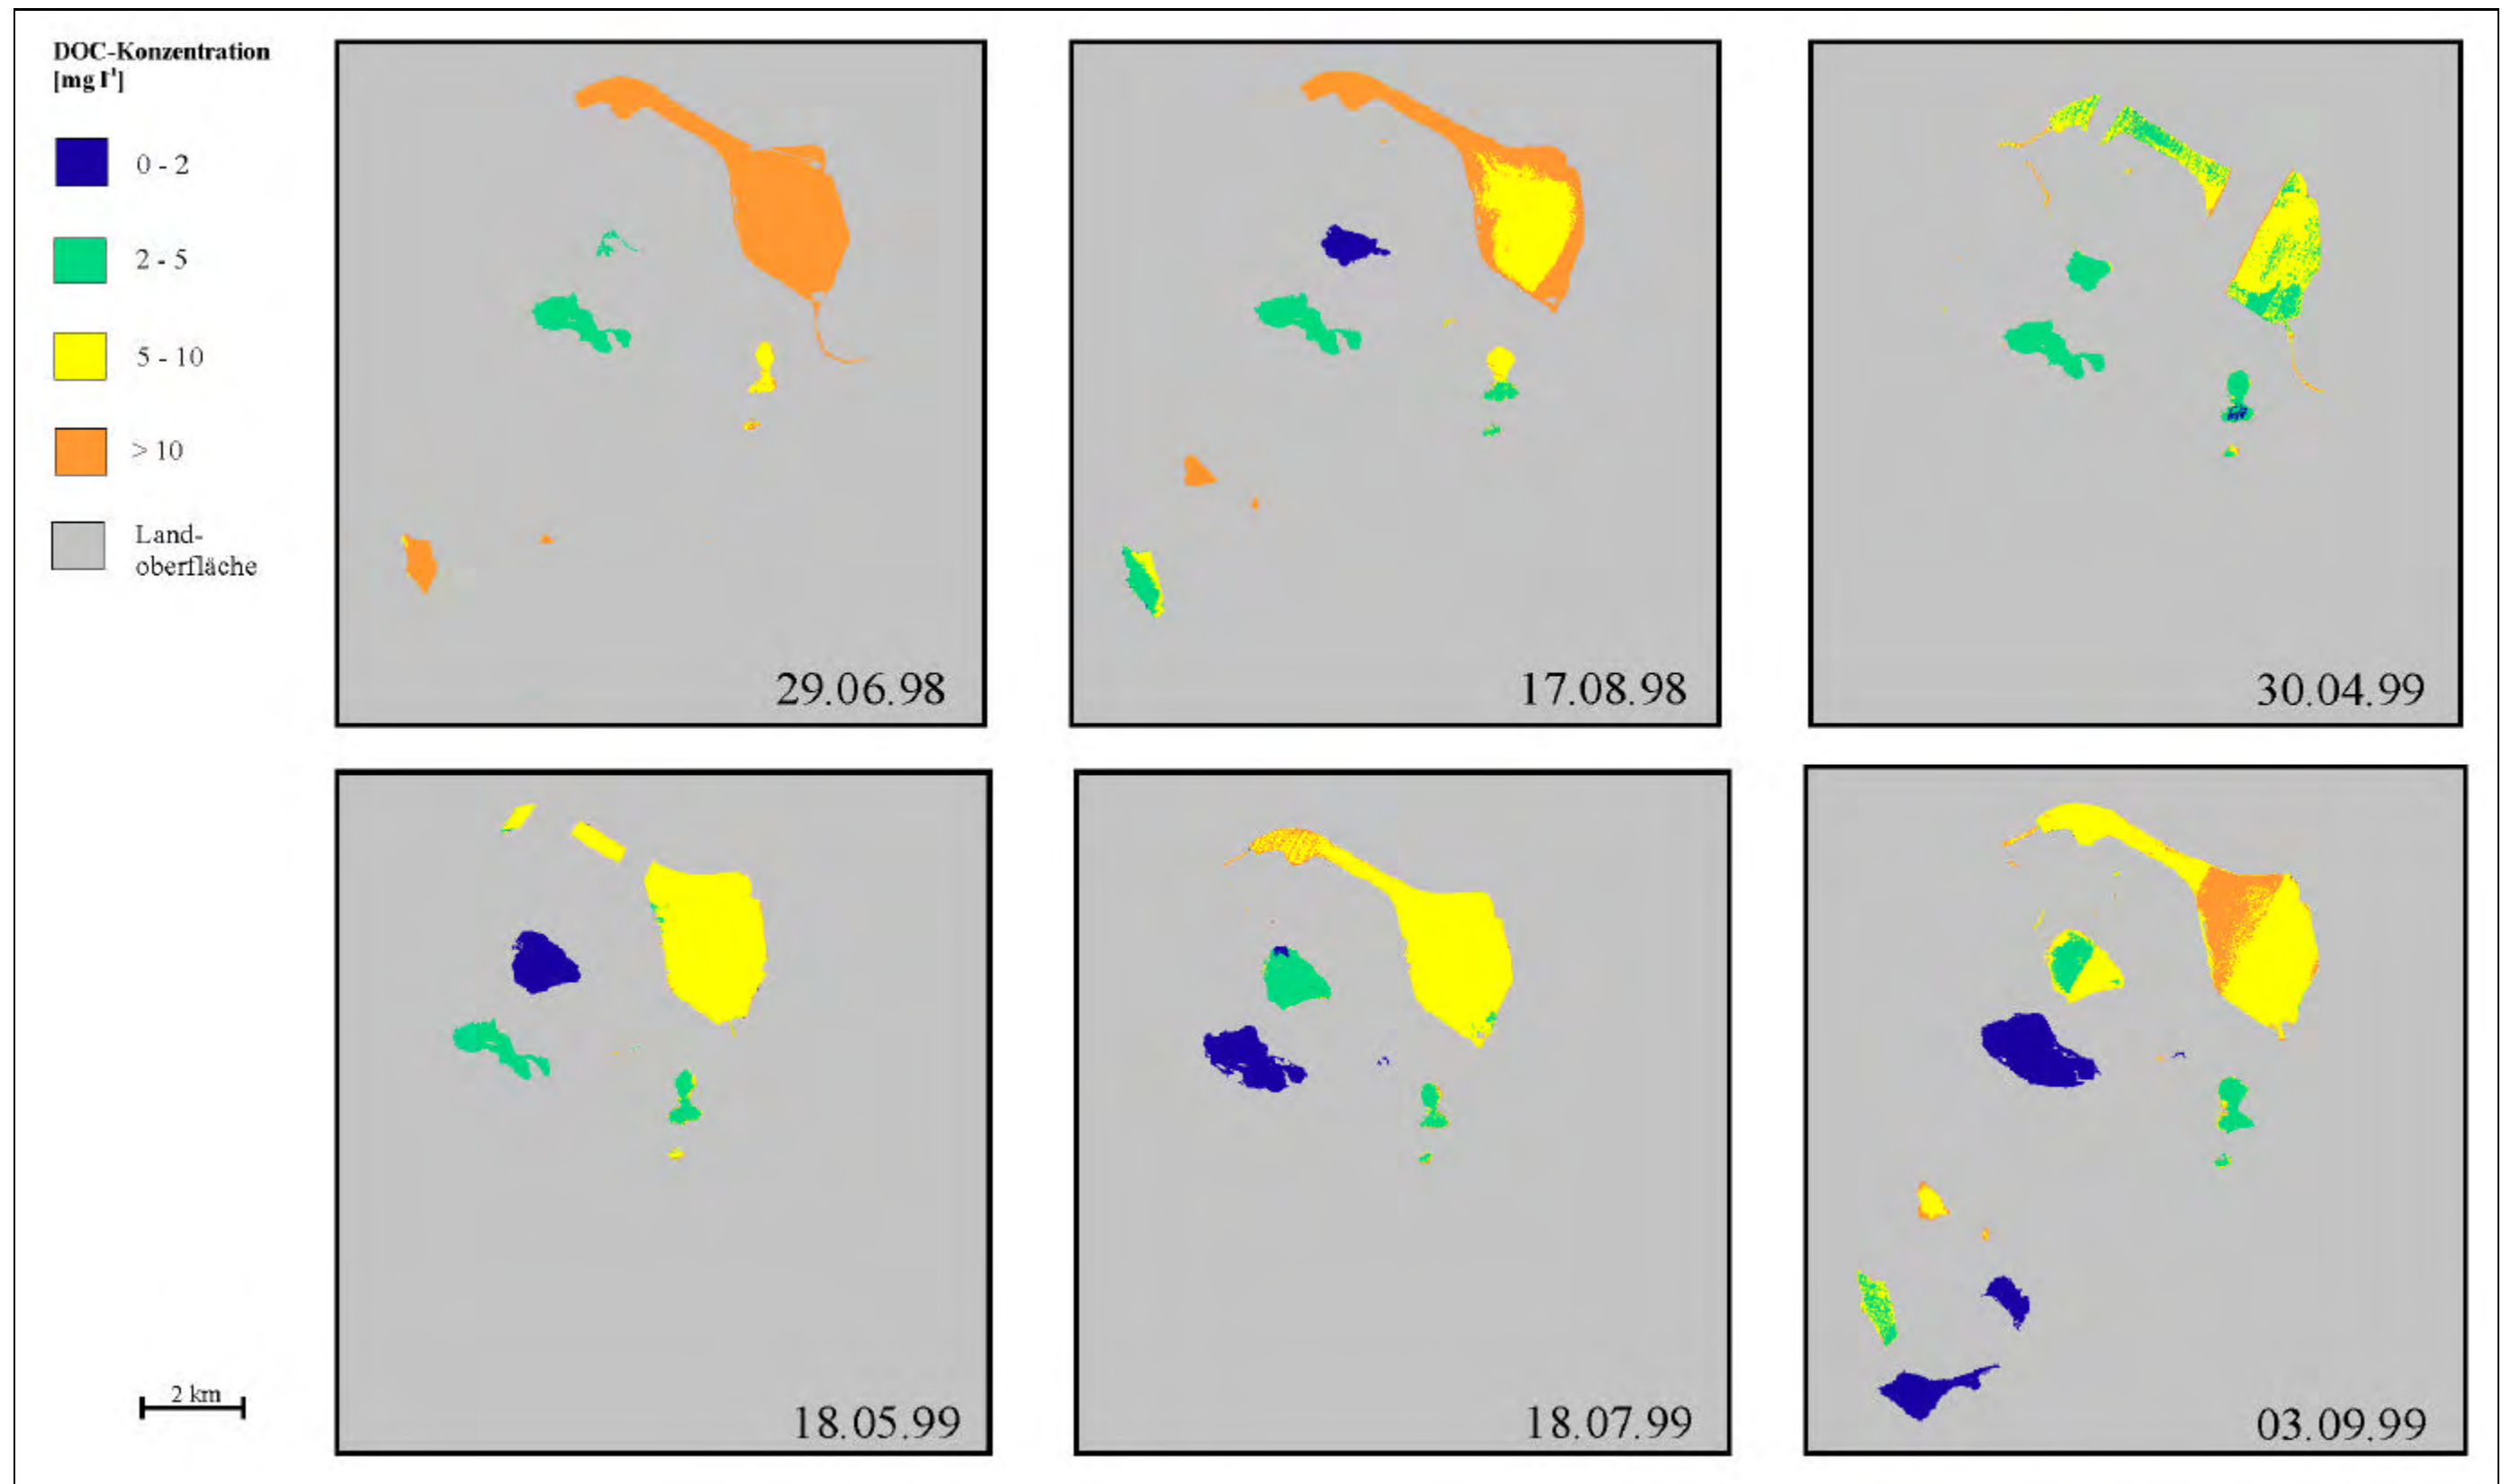 DOC-Konzentration
[mg l⁻¹]
0 - 2
2 - 5
5 - 10
> 10
Land-
oberfläche
29.06.98
17.08.98
30.04.99
18.05.99
18.07.99
03.09.99
2 km